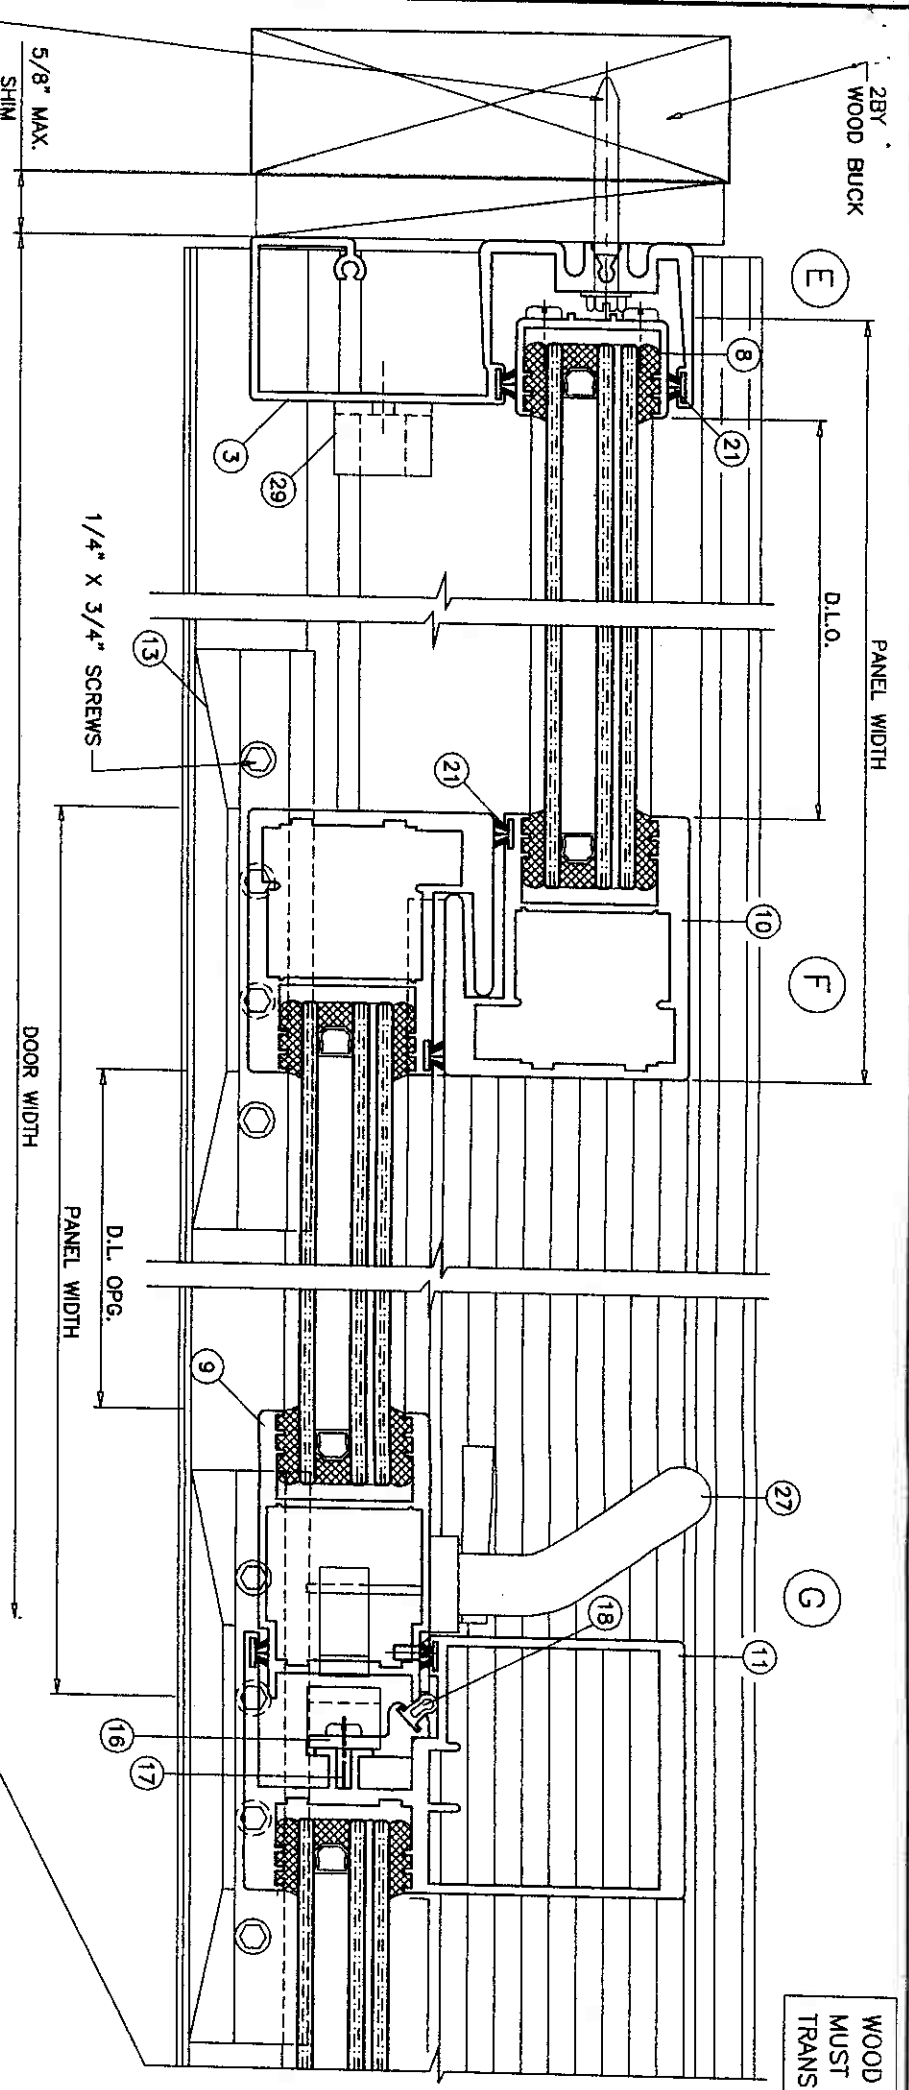 2BY
WOOD BUCK
5/8" MAX.
SHIM
E
8
21
3
29
D.L.O.
PANEL WIDTH
1/4" X 3/4" SCREWS
13
21
10
F
DOOR WIDTH
PANEL WIDTH
D.L. OPG.
9
27
G
18
11
16
17
WOOD
MUST
TRANS